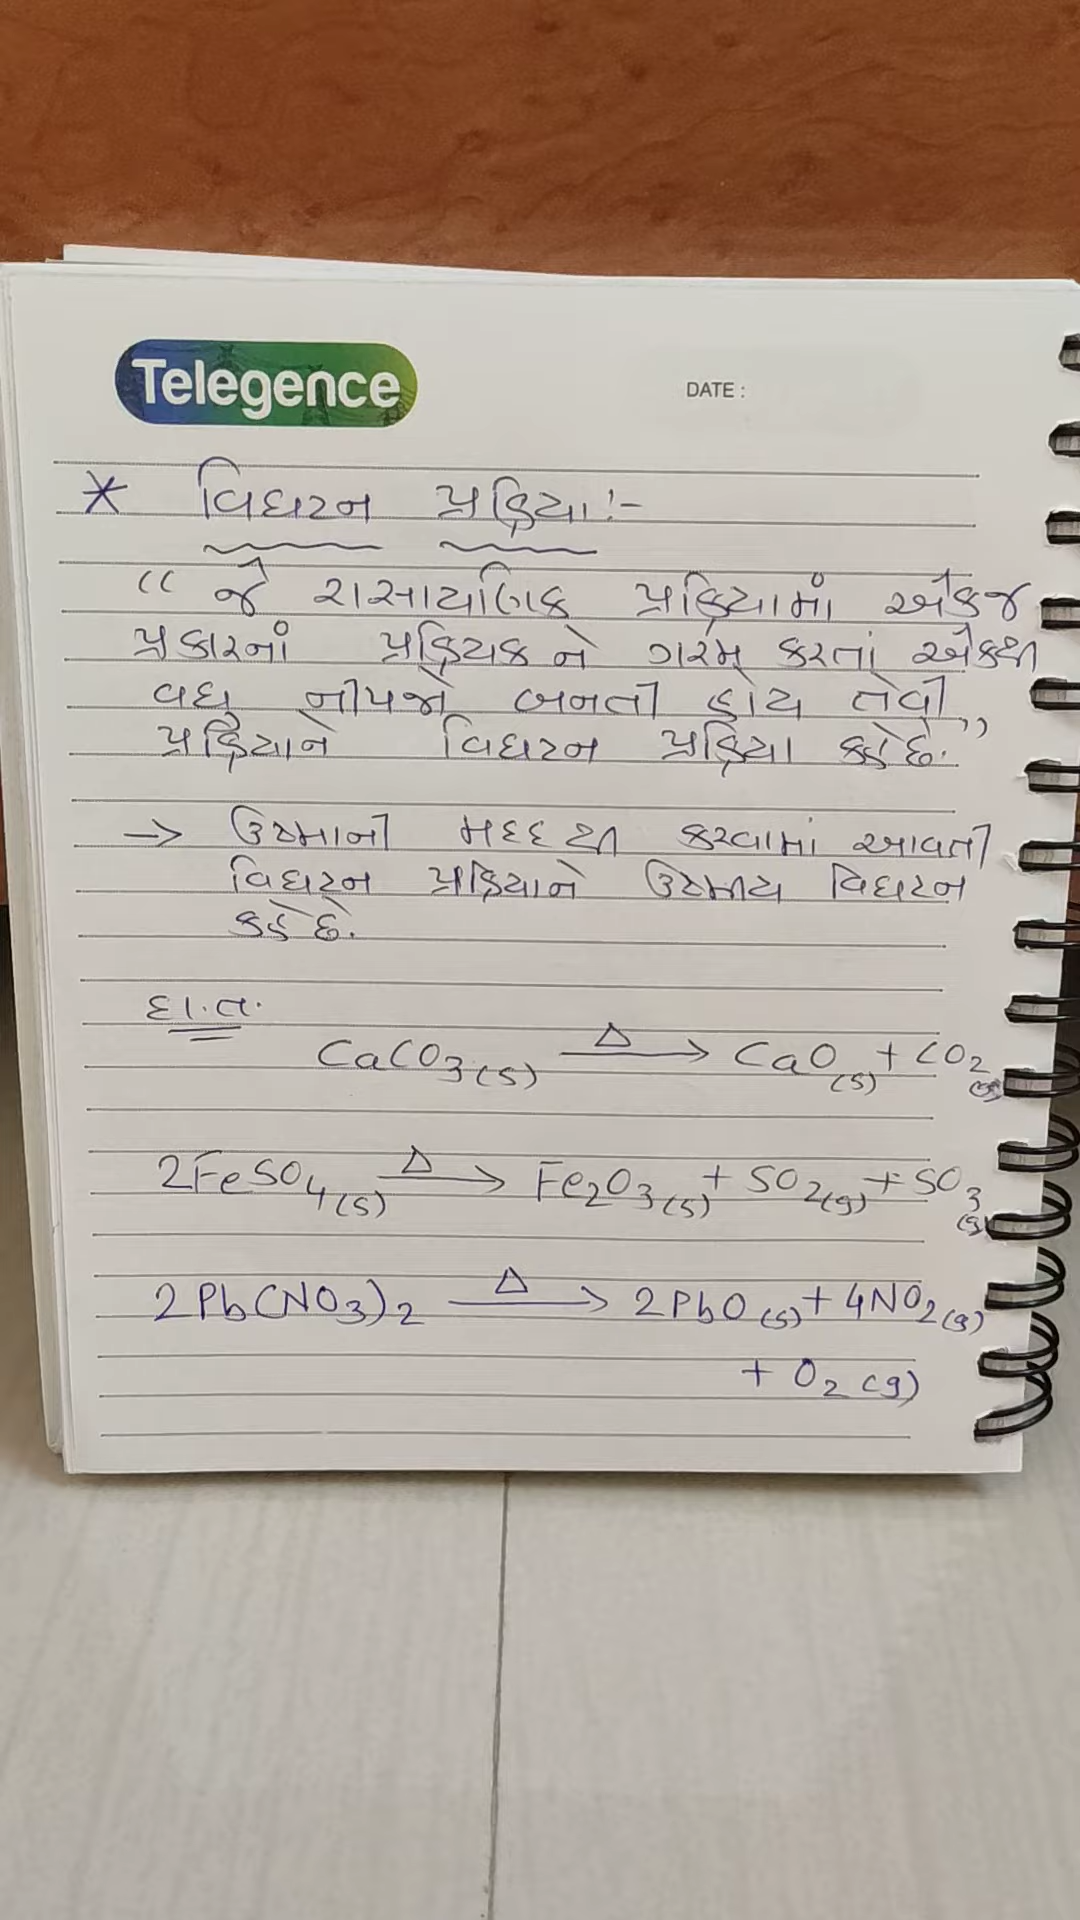 Telegence
DATE :
* વિઘટન પ્રક્રિયા :-
“ જે રાસાયણિક પ્રક્રિયામાં એકજ
પ્રકારનાં પ્રક્રિયક ને ગરમ કરતાં એકથી
વધુ નીપજો બનતી હોય તેવી
પ્રક્રિયાને વિઘટન પ્રક્રિયા કહે છે. ”
→ ઉષ્માની મદદથી કરવામાં આવતી
વિઘટન પ્રક્રિયાને ઉષ્મીય વિઘટન
કહે છે.
દા.ત.
CaCO₃(s) —Δ→ CaO(s) + CO₂(g)
2FeSO₄(s) —Δ→ Fe₂O₃(s) + SO₂(g) + SO₃(g)
2Pb(NO₃)₂ —Δ→ 2PbO(s) + 4NO₂(g)
+ O₂(g)